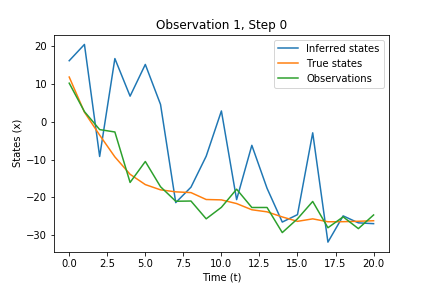 Observation 1, Step 0
Inferred states
True states
Observations
States (x)
20
10
0
−10
−20
−30
0.0 2.5 5.0 7.5 10.0 12.5 15.0 17.5 20.0
Time (t)